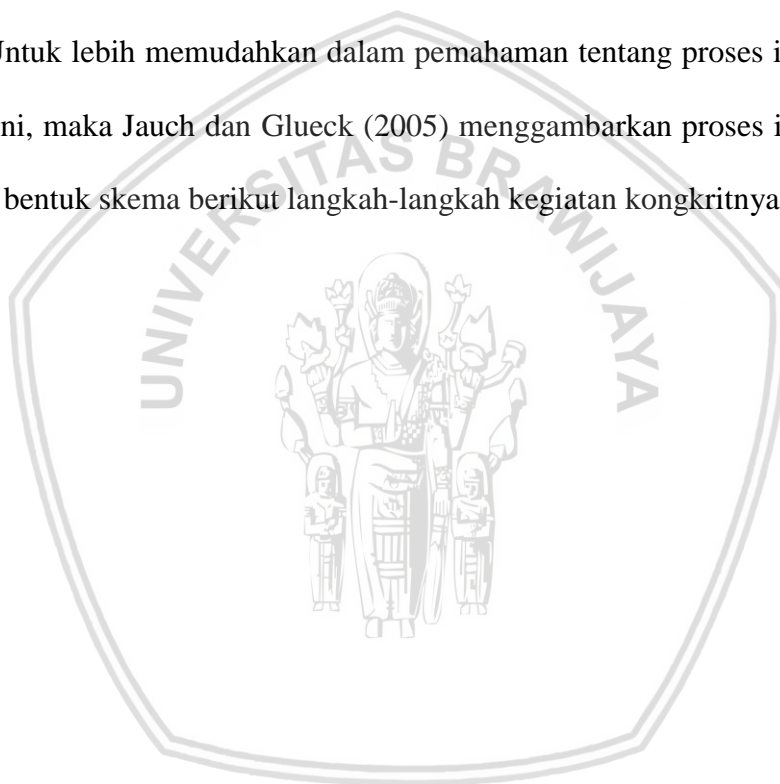 Untuk lebih memudahkan dalam pemahaman tentang proses i
ni, maka Jauch dan Glueck (2005) menggambarkan proses i
bentuk skema berikut langkah-langkah kegiatan kongkritnya
UNIVERSITAS BRAWIJAYA